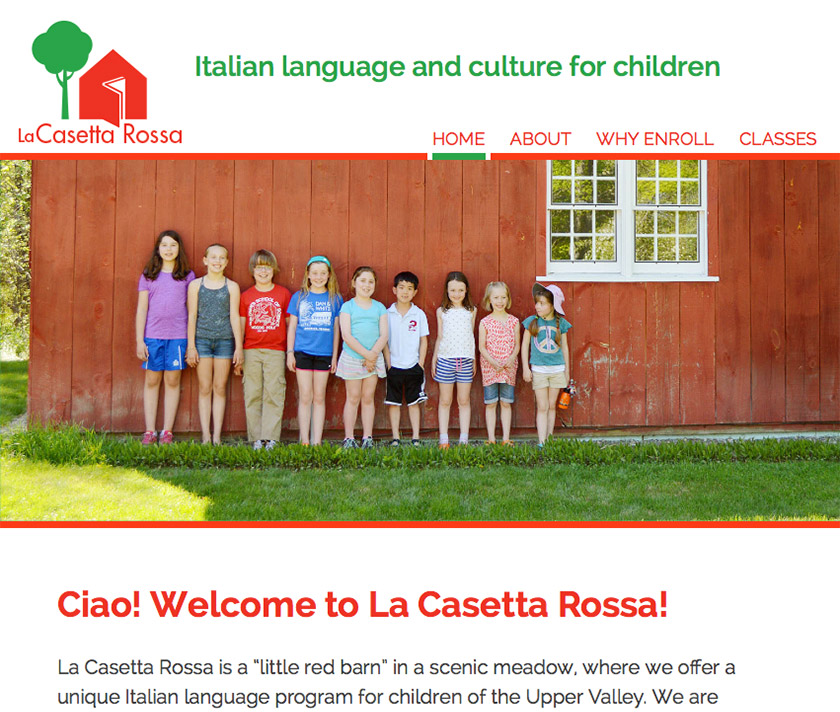 La Casetta Rossa
Italian language and culture for children
HOME ABOUT WHY ENROLL CLASSES
Ciao! Welcome to La Casetta Rossa!
La Casetta Rossa is a “little red barn” in a scenic meadow, where we offer a
unique Italian language program for children of the Upper Valley. We are